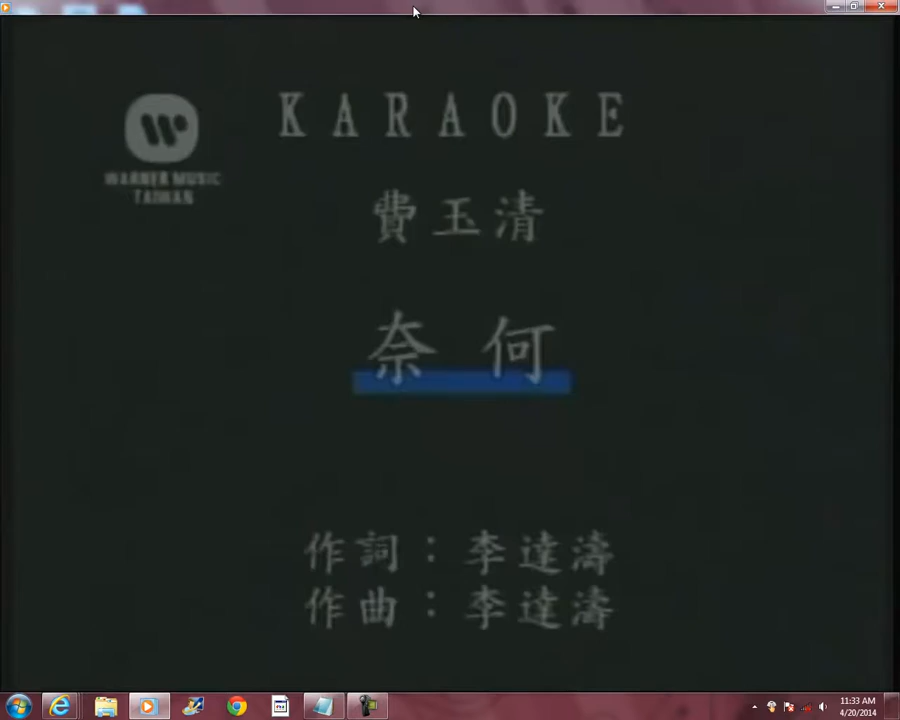 KARAOKE
WARNER MUSIC
TAIWAN
費玉清
奈何
作詞：李達濤
作曲：李達濤
11:33 AM
4/20/2014